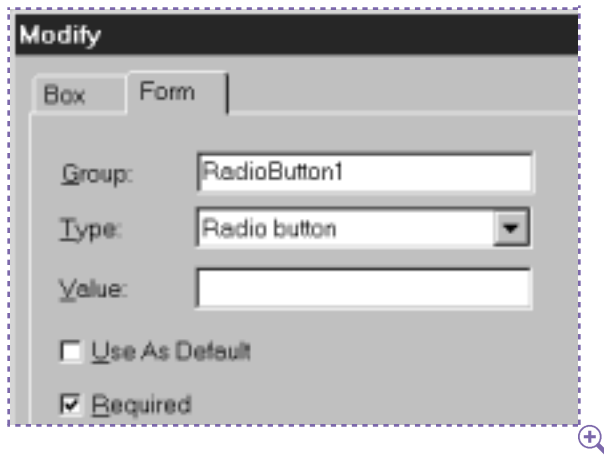 Modify
Box Form
Group: RadioButton1
Type: Radio button
Value:
Use As Default
Required